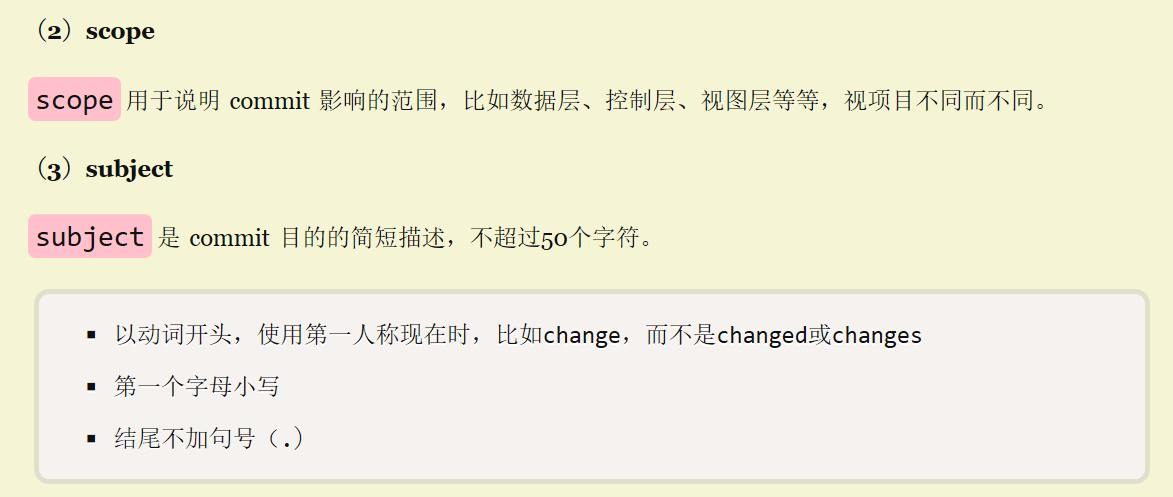 （2）scope
scope 用于说明 commit 影响的范围，比如数据层、控制层、视图层等等，视项目不同而不同。
（3）subject
subject 是 commit 目的的简短描述，不超过50个字符。
▪ 以动词开头，使用第一人称现在时，比如change，而不是changed或changes
▪ 第一个字母小写
▪ 结尾不加句号（.）